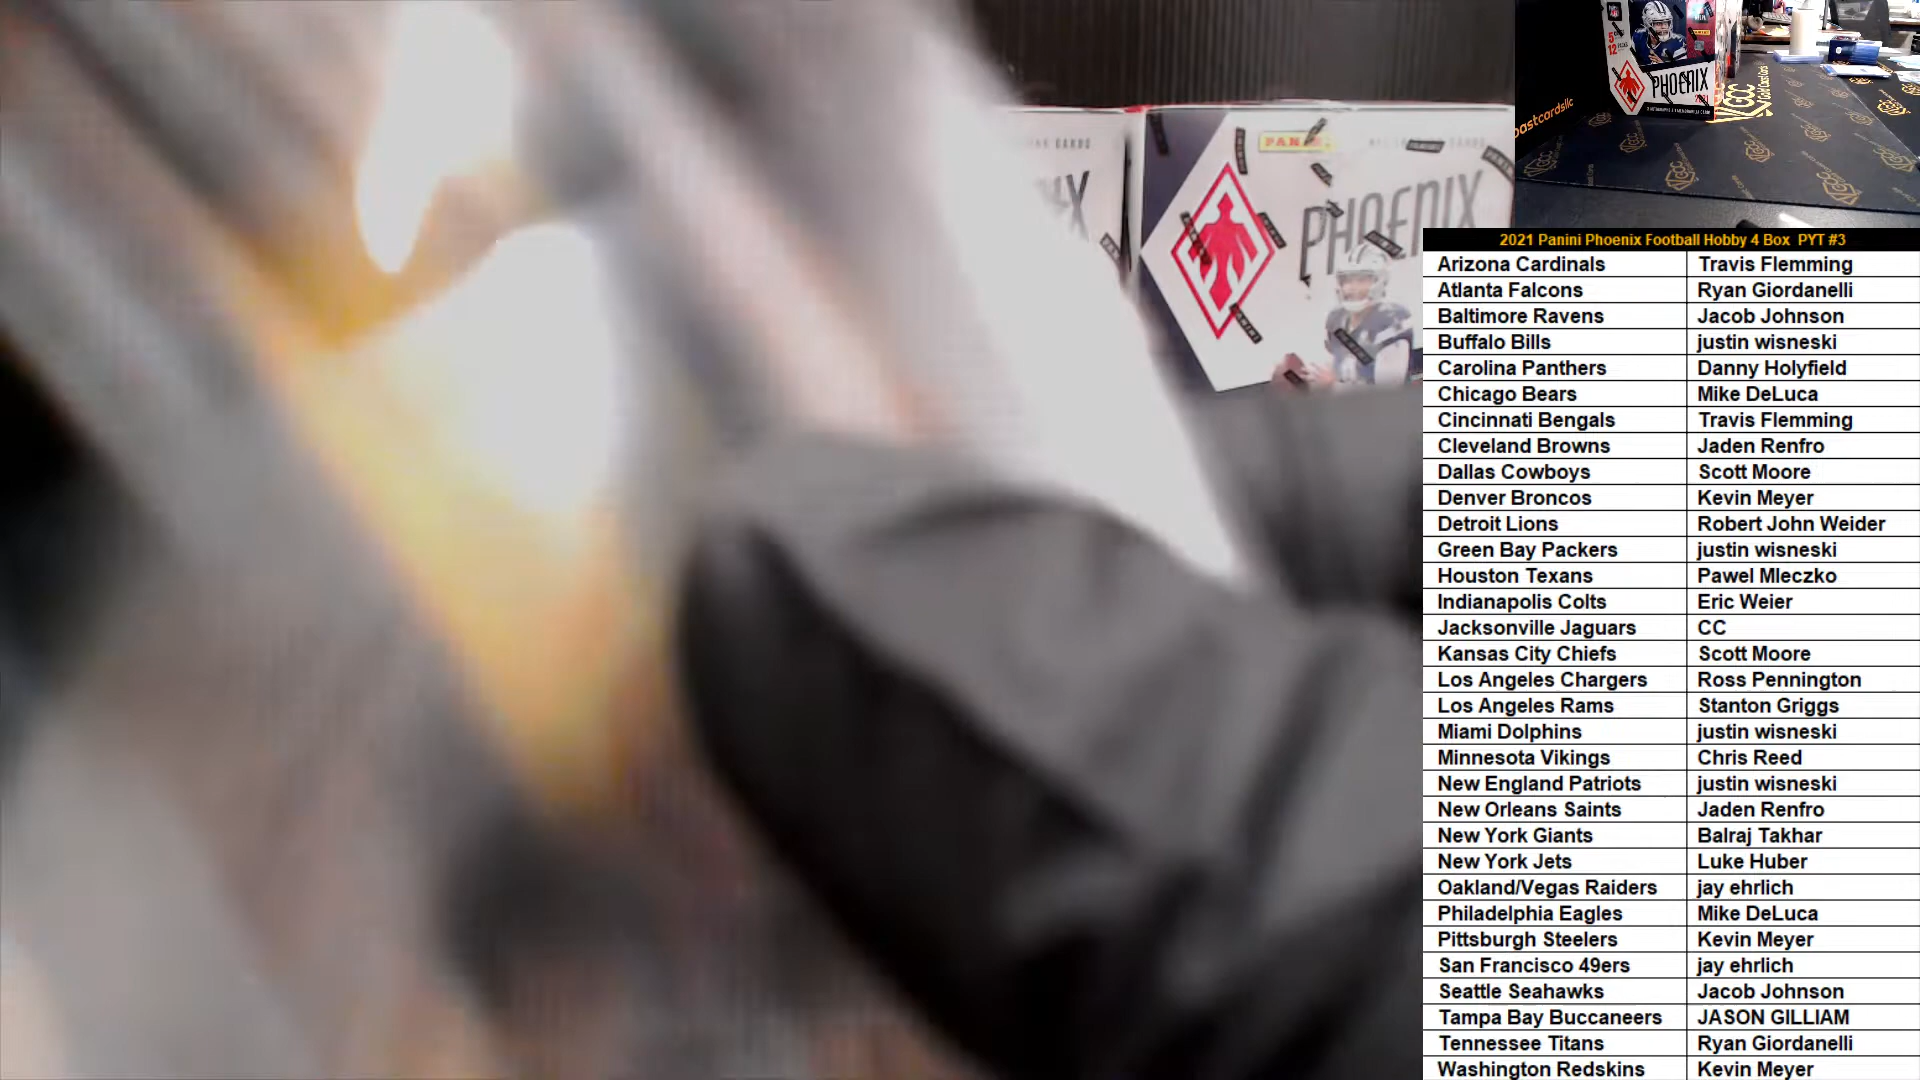 PHOENIX
PHOENIX
2021 Panini Phoenix Football Hobby 4 Box PYT #3
Arizona Cardinals Travis Flemming
Atlanta Falcons Ryan Giordanelli
Baltimore Ravens Jacob Johnson
Buffalo Bills justin wisneski
Carolina Panthers Danny Holyfield
Chicago Bears Mike DeLuca
Cincinnati Bengals Travis Flemming
Cleveland Browns Jaden Renfro
Dallas Cowboys Scott Moore
Denver Broncos Kevin Meyer
Detroit Lions Robert John Weider
Green Bay Packers justin wisneski
Houston Texans Pawel Mleczko
Indianapolis Colts Eric Weier
Jacksonville Jaguars CC
Kansas City Chiefs Scott Moore
Los Angeles Chargers Ross Pennington
Los Angeles Rams Stanton Griggs
Miami Dolphins justin wisneski
Minnesota Vikings Chris Reed
New England Patriots justin wisneski
New Orleans Saints Jaden Renfro
New York Giants Balraj Takhar
New York Jets Luke Huber
Oakland/Vegas Raiders jay ehrlich
Philadelphia Eagles Mike DeLuca
Pittsburgh Steelers Kevin Meyer
San Francisco 49ers jay ehrlich
Seattle Seahawks Jacob Johnson
Tampa Bay Buccaneers JASON GILLIAM
Tennessee Titans Ryan Giordanelli
Washington Redskins Kevin Meyer